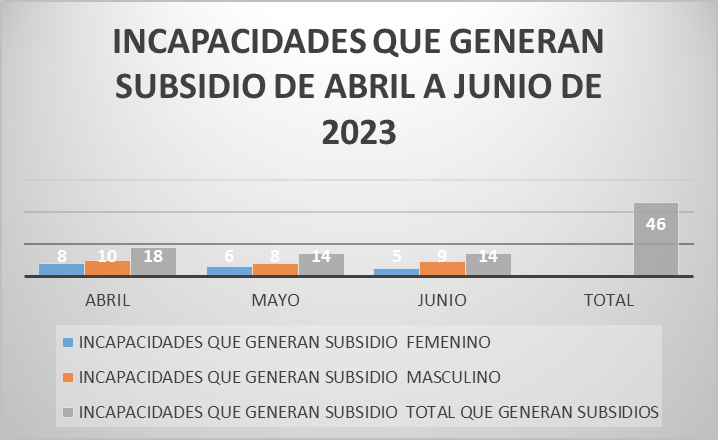 INCAPACIDADES QUE GENERAN
SUBSIDIO DE ABRIL A JUNIO DE
2023
46
8 10 18 6 8 14 5 9 14
ABRIL MAYO JUNIO TOTAL
INCAPACIDADES QUE GENERAN SUBSIDIO FEMENINO
INCAPACIDADES QUE GENERAN SUBSIDIO MASCULINO
INCAPACIDADES QUE GENERAN SUBSIDIO TOTAL QUE GENERAN SUBSIDIOS